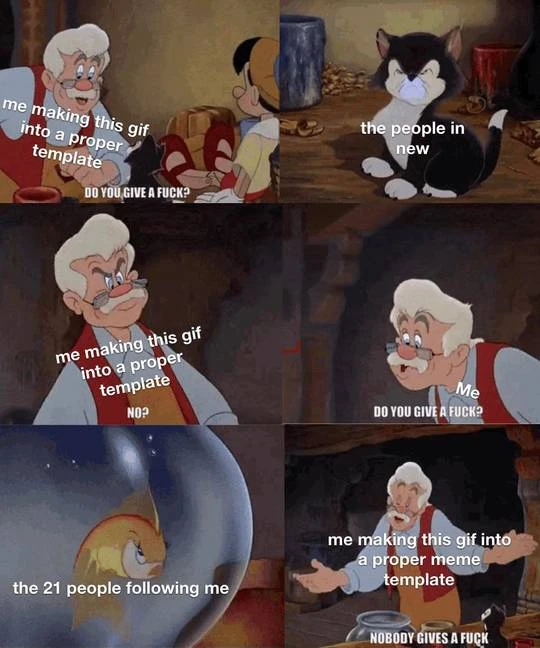 me making this gif
into a proper
template
DO YOU GIVE A FUCK?
the people in
new
me making this gif
into a proper
template
NO?
Me
DO YOU GIVE A FUCK?
the 21 people following me
me making this gif into
a proper meme
template
NOBODY GIVES A FUCK